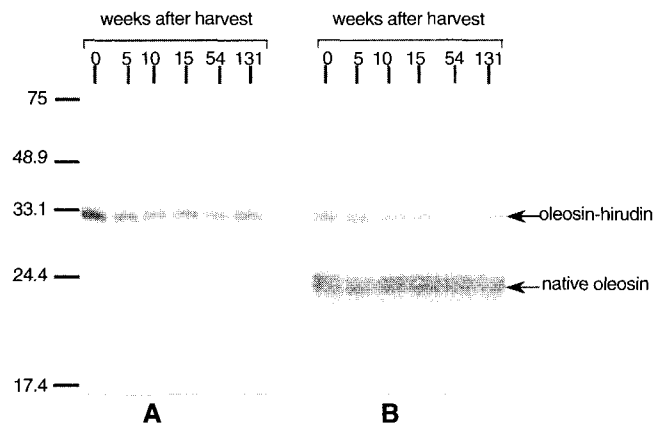 weeks after harvest
weeks after harvest
0 5 10 15 54 131
0 5 10 15 54 131
75
48.9
33.1
oleosin-hirudin
24.4
native oleosin
17.4
A
B